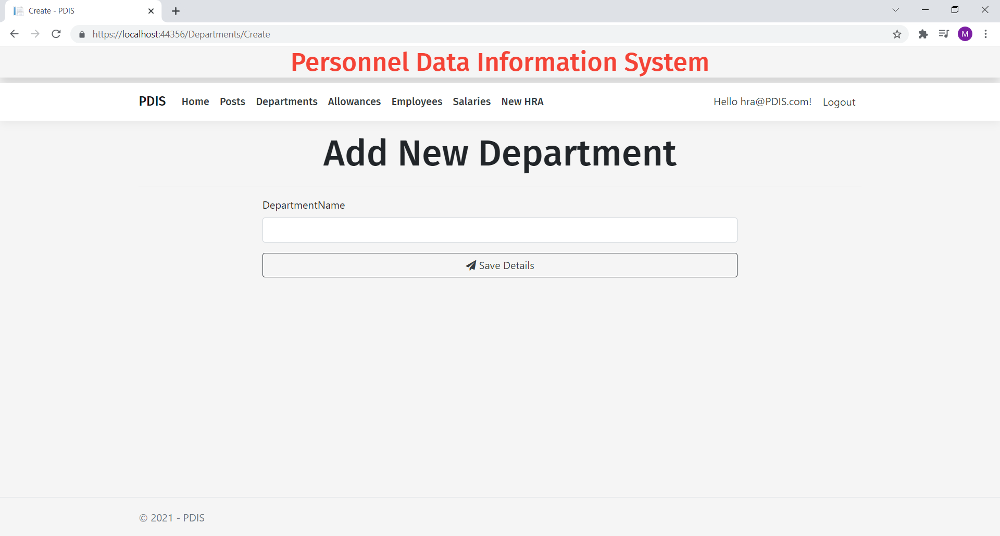 Create - PDIS
https://localhost:44356/Departments/Create
M
Personnel Data Information System
PDIS Home Posts Departments Allowances Employees Salaries New HRA Hello hra@PDIS.com! Logout
Add New Department
DepartmentName
Save Details
© 2021 - PDIS